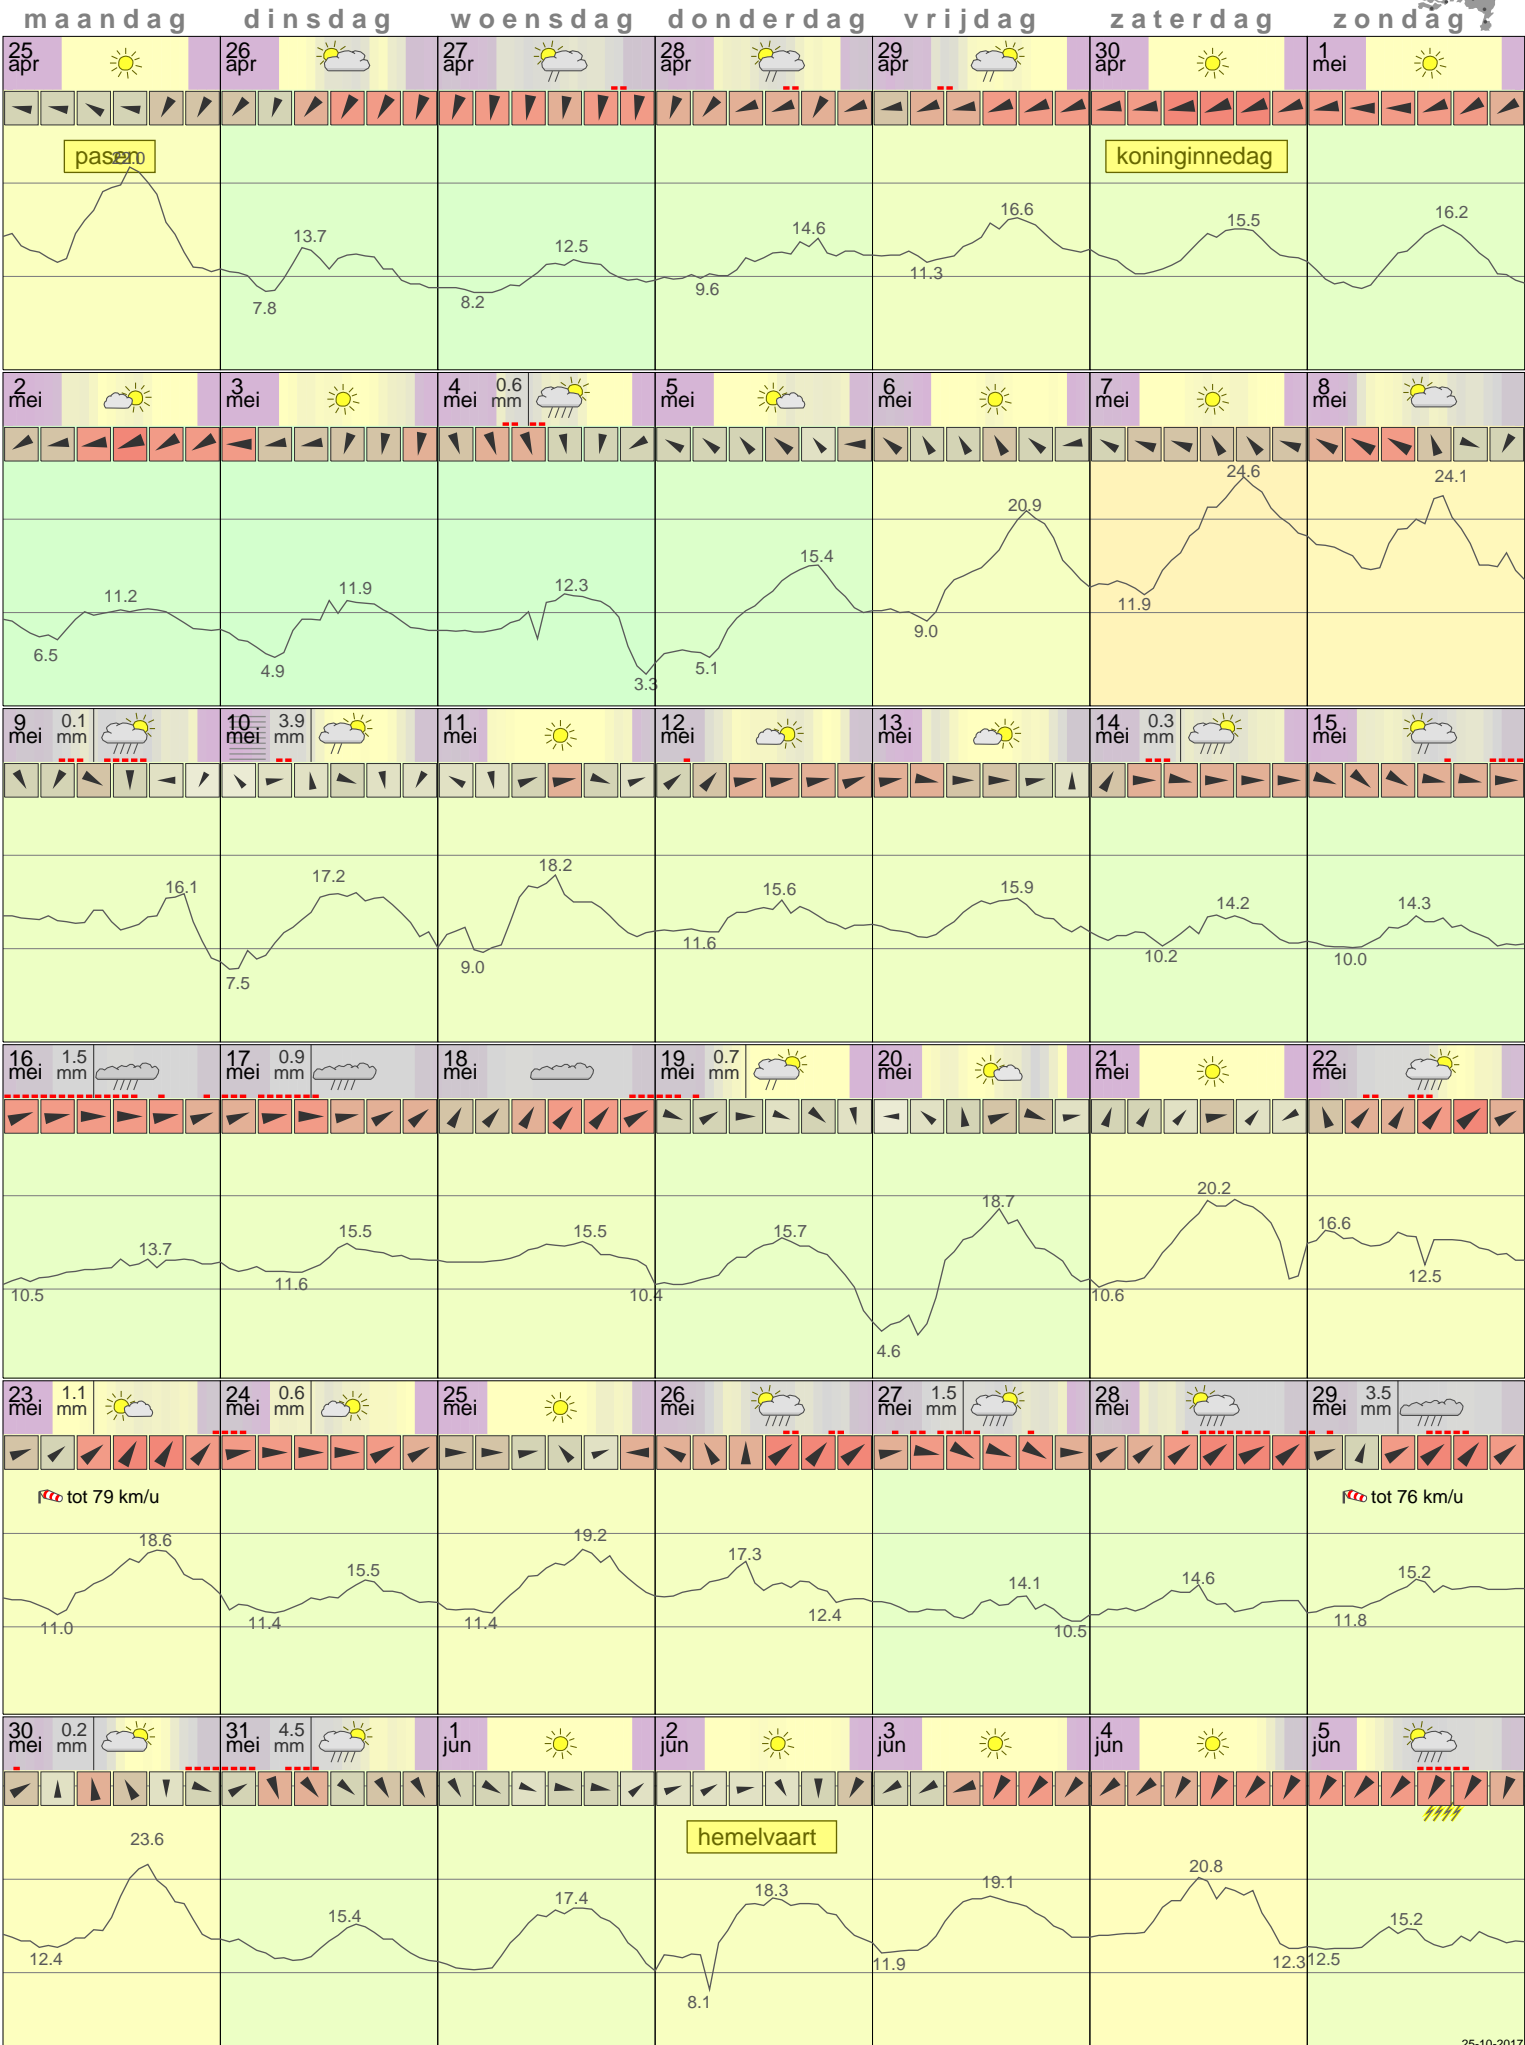 maandag dinsdag woensdag donderdag vrijdag zaterdag zondag
25 apr 26 apr 27 apr 28 apr 29 apr 30 apr 1 mei
pasen koninginnedag
22.0 13.7 7.8 8.2 12.5 9.6 14.6 11.3 16.6 15.5 16.2
2 mei 3 mei 4 mei 0.6 mm 5 mei 6 mei 7 mei 8 mei
6.5 11.2 4.9 11.9 12.3 3.3 5.1 15.4 9.0 20.9 11.9 24.6 24.1
9 mei 0.1 mm 10 mei 3.9 mm 11 mei 12 mei 13 mei 14 mei 0.3 mm 15 mei
16.1 7.5 17.2 9.0 18.2 11.6 15.6 15.9 10.2 14.2 10.0 14.3
16 mei 1.5 mm 17 mei 0.9 mm 18 mei 19 mei 0.7 mm 20 mei 21 mei 22 mei
10.5 13.7 11.6 15.5 15.5 10.4 15.7 4.6 18.7 10.6 20.2 16.6 12.5
23 mei 1.1 mm 24 mei 0.6 mm 25 mei 26 mei 27 mei 1.5 mm 28 mei 29 mei 3.5 mm
tot 79 km/u tot 76 km/u
11.0 18.6 11.4 15.5 11.4 19.2 17.3 12.4 14.1 10.5 14.6 11.8 15.2
30 mei 0.2 mm 31 mei 4.5 mm 1 jun 2 jun 3 jun 4 jun 5 jun
hemelvaart
12.4 23.6 15.4 17.4 8.1 18.3 11.9 19.1 20.8 12.3 12.5 15.2
25-10-2017